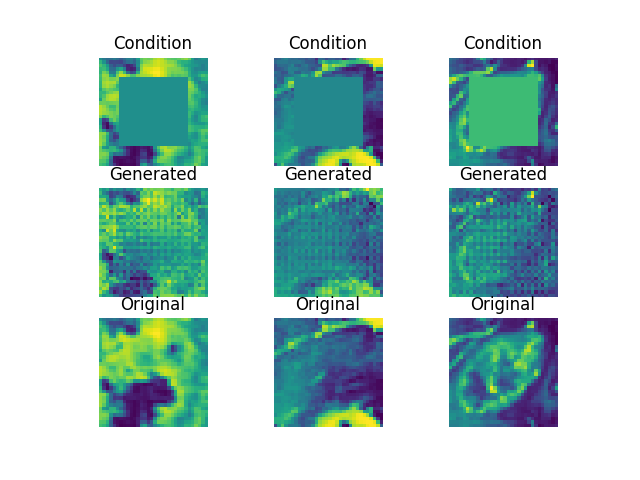 Condition Condition Condition
Generated Generated Generated
Original Original Original